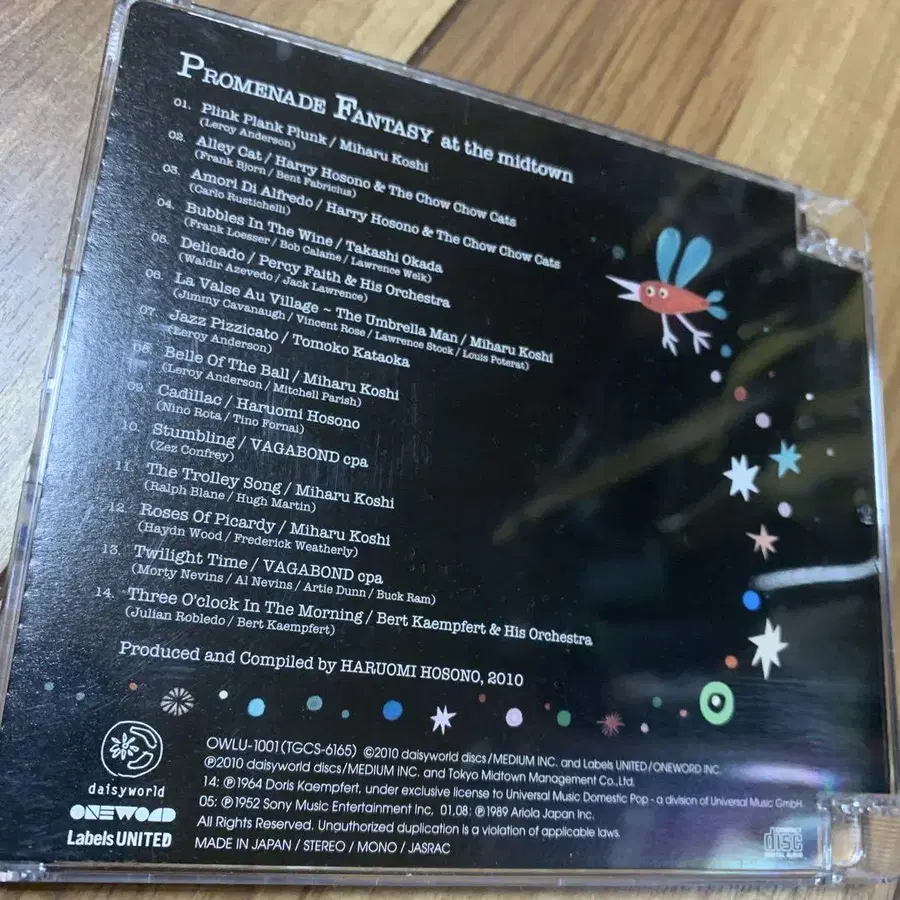 PROMENADE FANTASY at the midtown
01. Plink Plank Plunk / Miharu Koshi
(Leroy Anderson)
02. Alley Cat / Harry Hosono & The Chow Chow Cats
(Frank Bjorn / Bent Fabricius)
03. Amori Di Alfredo / Harry Hosono & The Chow Chow Cats
(Carlo Rustichelli)
04. Bubbles In The Wine / Takashi Okada
(Frank Loesser / Bob Calame / Lawrence Welk)
05. Delicado / Percy Faith & His Orchestra
(Waldir Azevedo / Jack Lawrence)
06. La Valse Au Village ~ The Umbrella Man / Miharu Koshi
(Jimmy Cavanaugh / Vincent Rose / Lawrence Stock / Louis Poterat)
07. Jazz Pizzicato / Tomoko Kataoka
(Leroy Anderson)
08. Belle Of The Ball / Miharu Koshi
(Leroy Anderson / Mitchell Parish)
09. Cadillac / Haruomi Hosono
(Nino Rota / Tino Fornai)
10. Stumbling / VAGABOND cpa
(Zez Confrey)
11. The Trolley Song / Miharu Koshi
(Ralph Blane / Hugh Martin)
12. Roses Of Picardy / Miharu Koshi
(Haydn Wood / Frederick Weatherly)
13. Twilight Time / VAGABOND cpa
(Morty Nevins / Al Nevins / Artie Dunn / Buck Ram)
14. Three O'clock In The Morning / Bert Kaempfert & His Orchestra
(Julian Robledo / Bert Kaempfert)
Produced and Compiled by HARUOMI HOSONO, 2010
daisyworld
ONEWORD
Labels UNITED
OWLU-1001 (TGCS-6165) ©2010 daisyworld discs/MEDIUM INC. and Labels UNITED/ONEWORD INC.
℗2010 daisyworld discs/MEDIUM INC. and Tokyo Midtown Management Co., Ltd.
14: ℗1964 Doris Kaempfert, under exclusive license to Universal Music Domestic Pop - a division of Universal Music GmbH
05: ℗1952 Sony Music Entertainment Inc, 01.08: ℗1989 Ariola Japan Inc.
All Rights Reserved. Unauthorized duplication is a violation of applicable laws.
MADE IN JAPAN / STEREO / MONO / JASRAC
COMPACT
disc
DIGITAL AUDIO